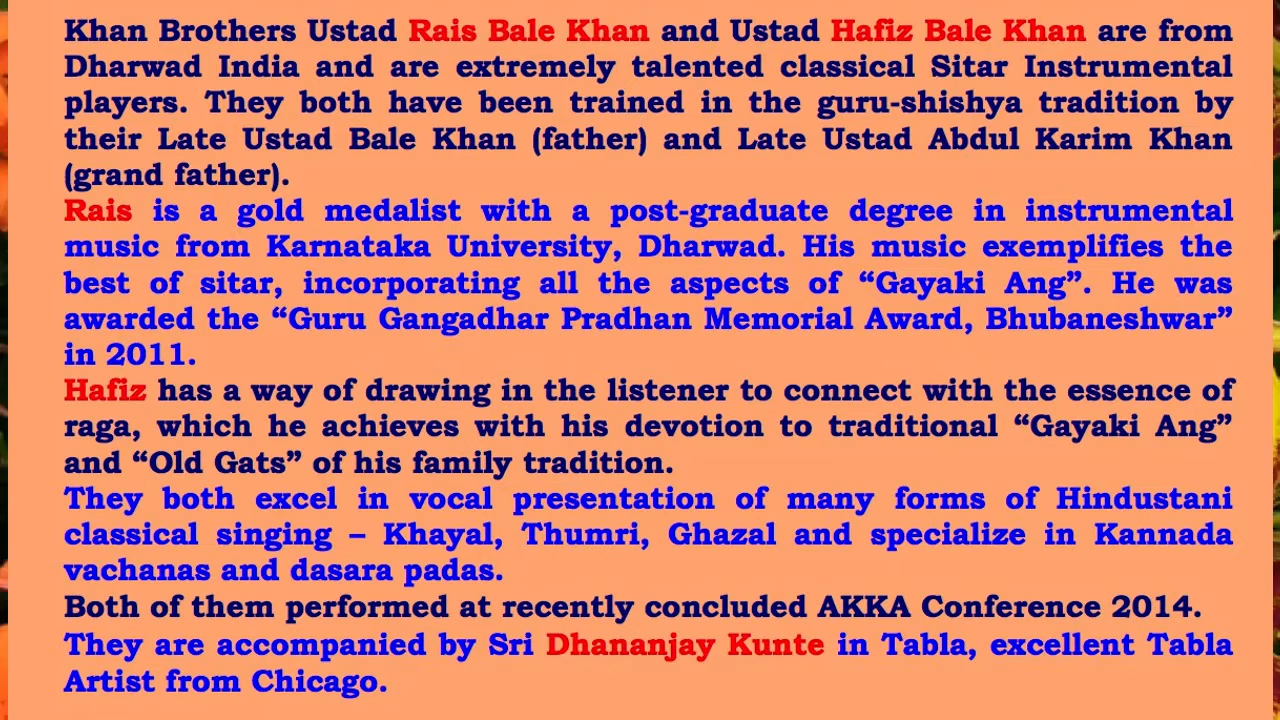 Khan Brothers Ustad Rais Bale Khan and Ustad Hafiz Bale Khan are from
Dharwad India and are extremely talented classical Sitar Instrumental
players. They both have been trained in the guru-shishya tradition by
their Late Ustad Bale Khan (father) and Late Ustad Abdul Karim Khan
(grand father).
Rais is a gold medalist with a post-graduate degree in instrumental
music from Karnataka University, Dharwad. His music exemplifies the
best of sitar, incorporating all the aspects of “Gayaki Ang”. He was
awarded the “Guru Gangadhar Pradhan Memorial Award, Bhubaneshwar”
in 2011.
Hafiz has a way of drawing in the listener to connect with the essence of
raga, which he achieves with his devotion to traditional “Gayaki Ang”
and “Old Gats” of his family tradition.
They both excel in vocal presentation of many forms of Hindustani
classical singing – Khayal, Thumri, Ghazal and specialize in Kannada
vachanas and dasara padas.
Both of them performed at recently concluded AKKA Conference 2014.
They are accompanied by Sri Dhananjay Kunte in Tabla, excellent Tabla
Artist from Chicago.